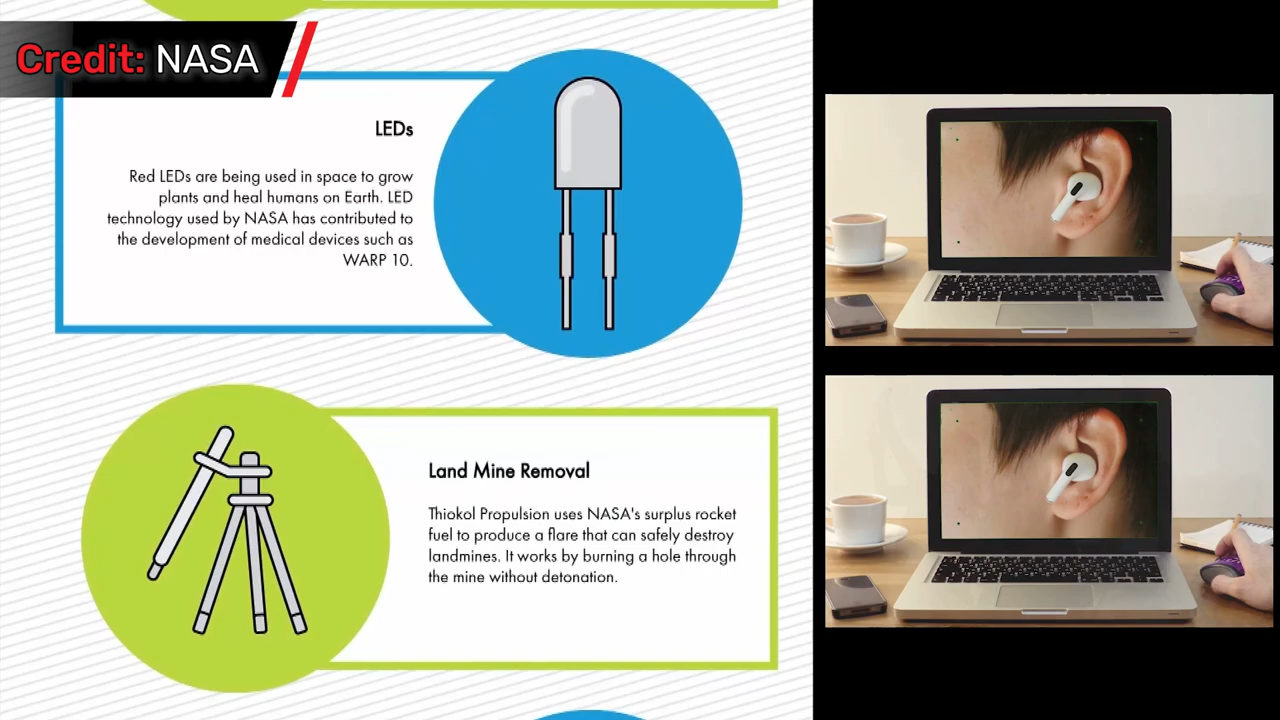 Credit: NASA
LEDs
Red LEDs are being used in space to grow
plants and heal humans on Earth. LED
technology used by NASA has contributed to
the development of medical devices such as
WARP 10.
Land Mine Removal
Thiokol Propulsion uses NASA's surplus rocket
fuel to produce a flare that can safely destroy
landmines. It works by burning a hole through
the mine without detonation.